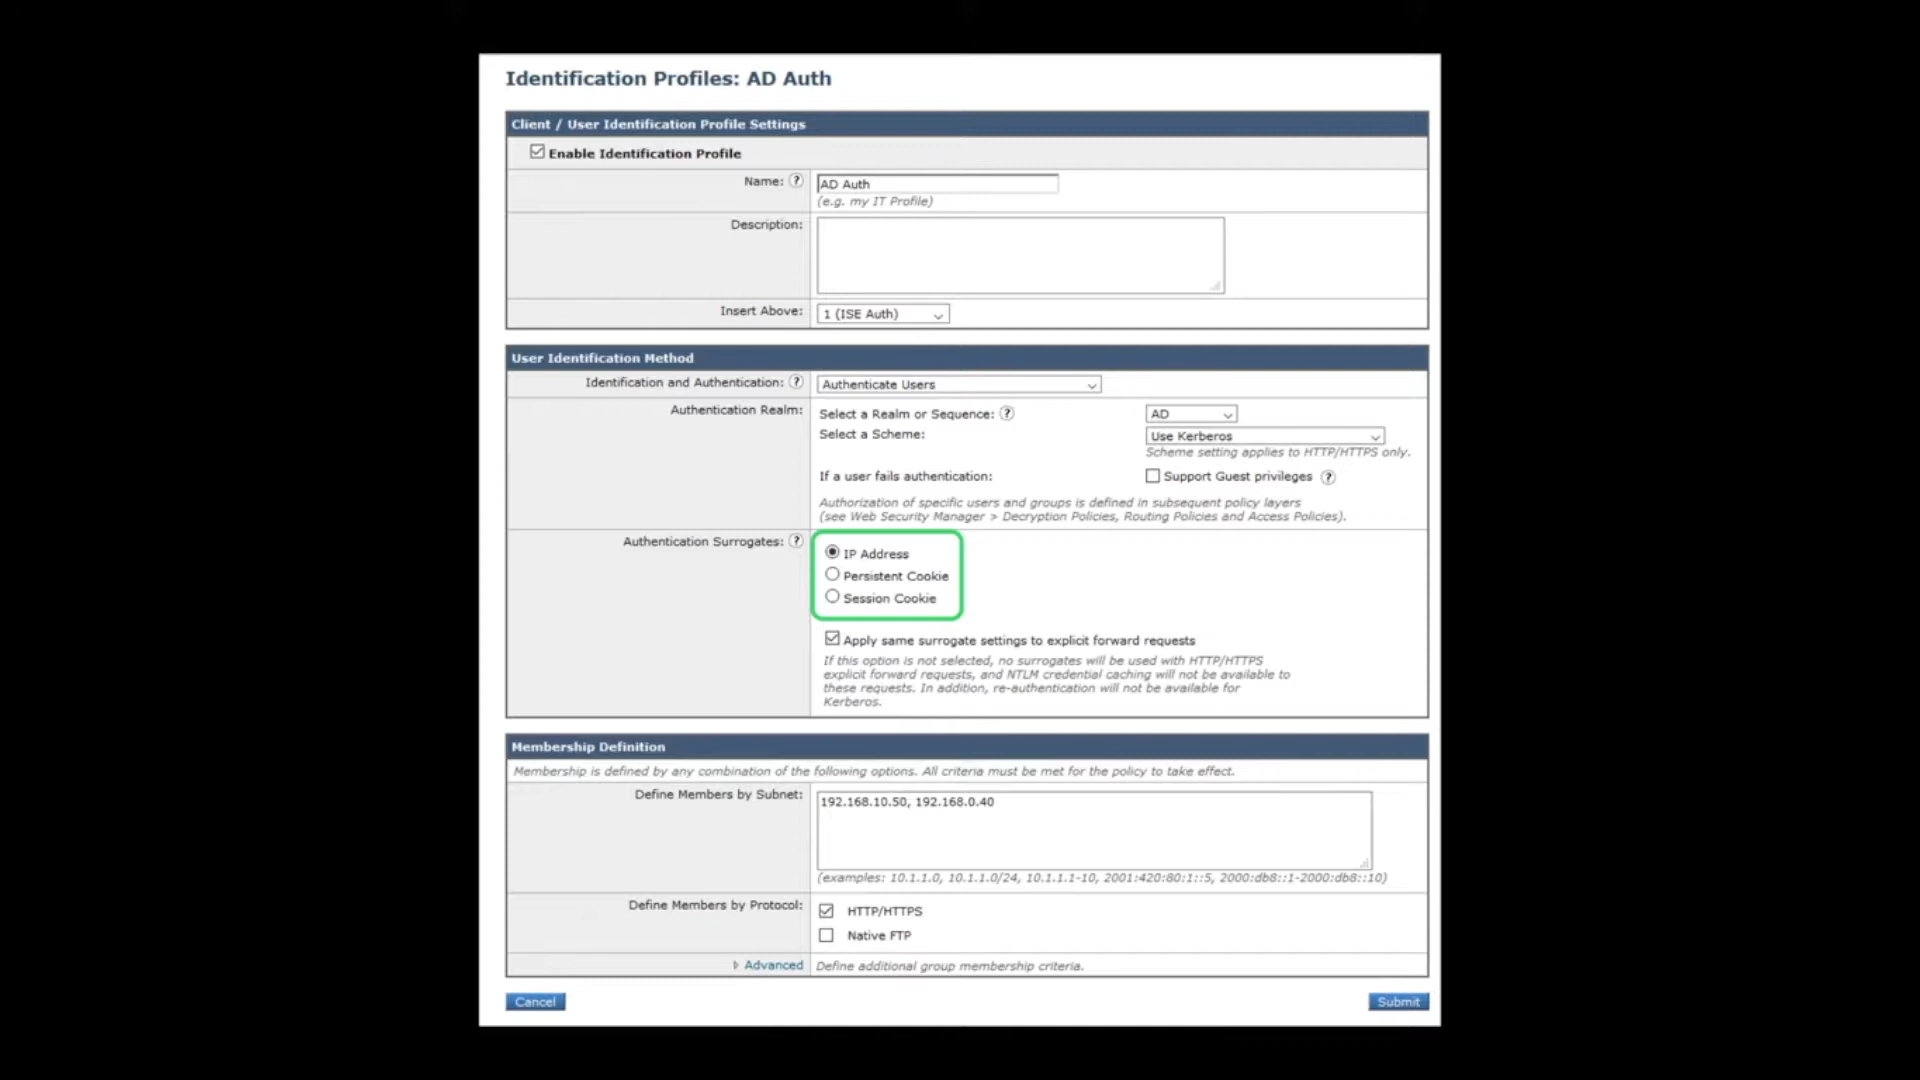 Identification Profiles: AD Auth
Client / User Identification Profile Settings
Enable Identification Profile
Name: ?
AD Auth
(e.g. my IT Profile)
Description:
Insert Above:
1 (ISE Auth)
User Identification Method
Identification and Authentication: ?
Authenticate Users
Authentication Realm:
Select a Realm or Sequence: ?
AD
Select a Scheme:
Use Kerberos
Scheme setting applies to HTTP/HTTPS only.
If a user fails authentication:
Support Guest privileges ?
Authorization of specific users and groups is defined in subsequent policy layers
(see Web Security Manager > Decryption Policies, Routing Policies and Access Policies).
Authentication Surrogates: ?
IP Address
Persistent Cookie
Session Cookie
Apply same surrogate settings to explicit forward requests
If this option is not selected, no surrogates will be used with HTTP/HTTPS
explicit forward requests, and NTLM credential caching will not be available to
these requests. In addition, re-authentication will not be available for
Kerberos.
Membership Definition
Membership is defined by any combination of the following options. All criteria must be met for the policy to take effect.
Define Members by Subnet:
192.168.10.50, 192.168.0.40
(examples: 10.1.1.0, 10.1.1.0/24, 10.1.1.1-10, 2001:420:80:1::5, 2000:db8::1-2000:db8::10)
Define Members by Protocol:
HTTP/HTTPS
Native FTP
Advanced
Define additional group membership criteria.
Cancel
Submit